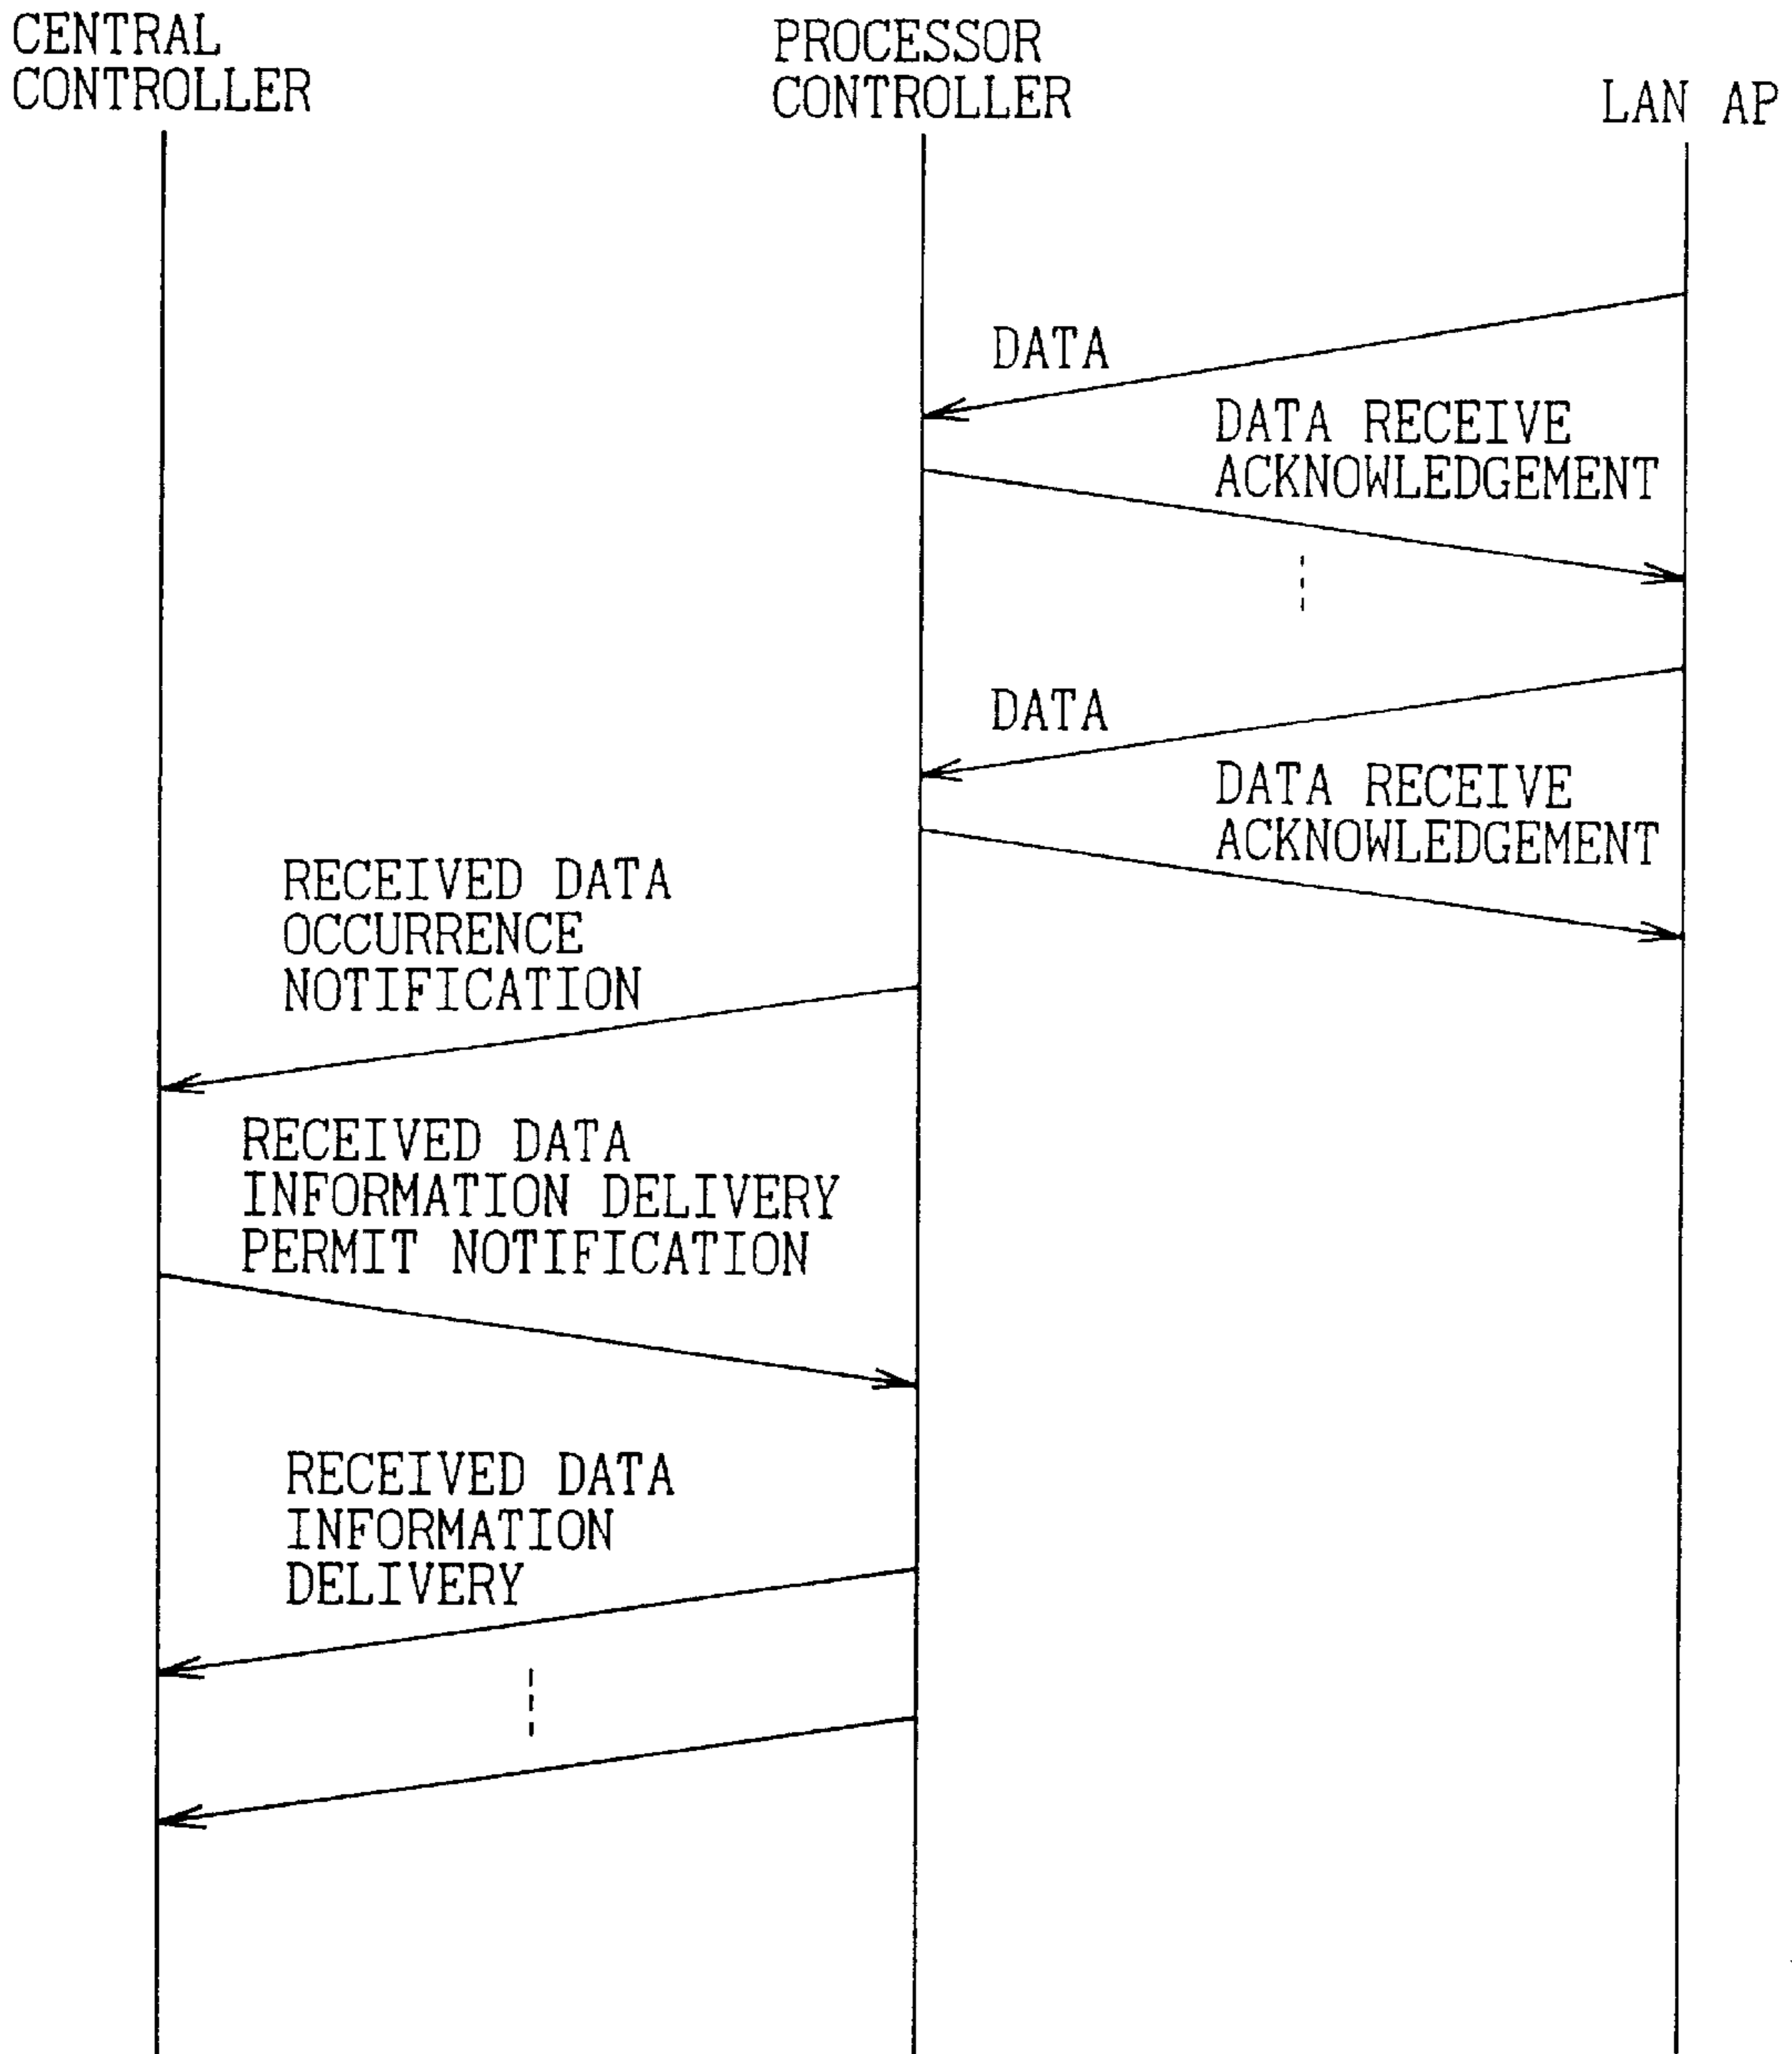 CENTRAL
CONTROLLER
PROCESSOR
CONTROLLER
LAN AP
DATA
DATA RECEIVE
ACKNOWLEDGEMENT
DATA
DATA RECEIVE
ACKNOWLEDGEMENT
RECEIVED DATA
OCCURRENCE
NOTIFICATION
RECEIVED DATA
INFORMATION DELIVERY
PERMIT NOTIFICATION
RECEIVED DATA
INFORMATION
DELIVERY